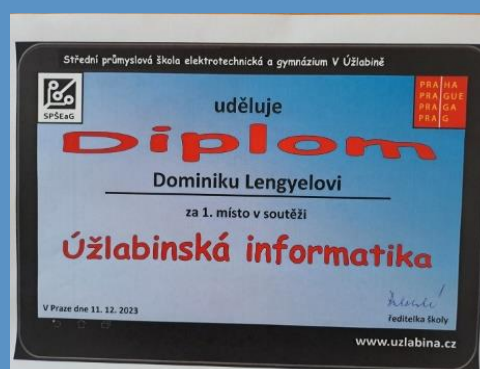 Střední průmyslová škola elektrotechnická a gymnázium V Úžlabině
SPŠEaG
PRA HA
PRA GUE
PRA GA
PRA G
uděluje
Diplom
Dominiku Lengyelovi
za 1. místo v soutěži
Úžlabinská informatika
V Praze dne 11. 12. 2023
ředitelka školy
www.uzlabina.cz